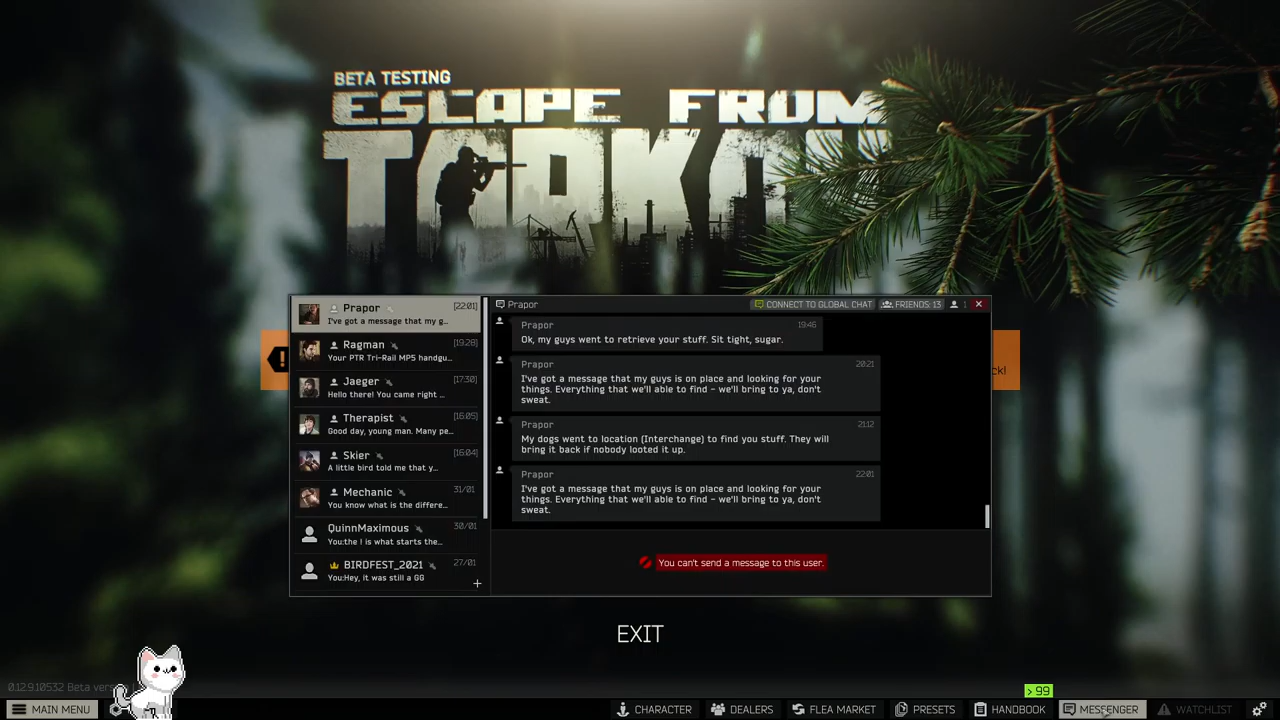 BETA TESTING
ESCAPE FROM
TARKOV
Prapor
[22:01]
I've got a message that my g...
Ragman
[19:28]
Your PTR Tri-Rail MP5 handgu...
Jaeger
[17:30]
Hello there! You came right ...
Therapist
[16:05]
Good day, young man. Many pe...
Skier
[16:04]
A little bird told me that y...
Mechanic
31/01
You know what is the differe...
QuinnMaximous
30/01
You:the ! is what starts the...
BIRDFEST_2021
27/01
You:Hey, it was still a GG
+
Prapor
CONNECT TO GLOBAL CHAT
FRIENDS: 13
1
Prapor
19:46
Ok, my guys went to retrieve your stuff. Sit tight, sugar.
Prapor
20:21
I've got a message that my guys is on place and looking for your
things. Everything that we'll able to find - we'll bring to ya, don't
sweat.
Prapor
21:12
My dogs went to location (Interchange) to find you stuff. They will
bring it back if nobody looted it up.
Prapor
22:01
I've got a message that my guys is on place and looking for your
things. Everything that we'll able to find - we'll bring to ya, don't
sweat.
You can't send a message to this user.
!
ck!
EXIT
0.12.9.10532 Beta vers
> 99
MAIN MENU
CHARACTER
DEALERS
FLEA MARKET
PRESETS
HANDBOOK
MESSENGER
WATCHLIST